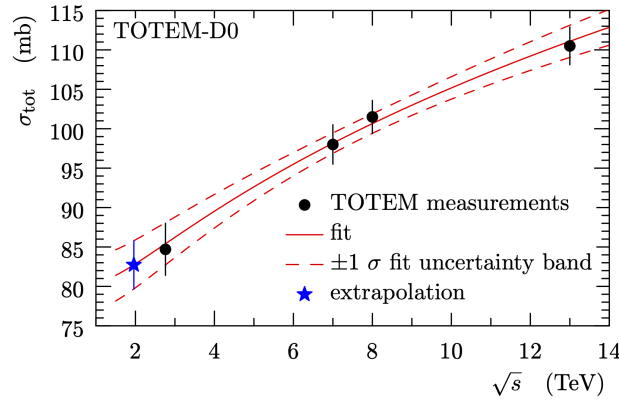 TOTEM-D0
σtot (mb)
115
110
105
100
95
90
85
80
75
TOTEM measurements
fit
±1 σ fit uncertainty band
extrapolation
2 4 6 8 10 12 14
√s (TeV)